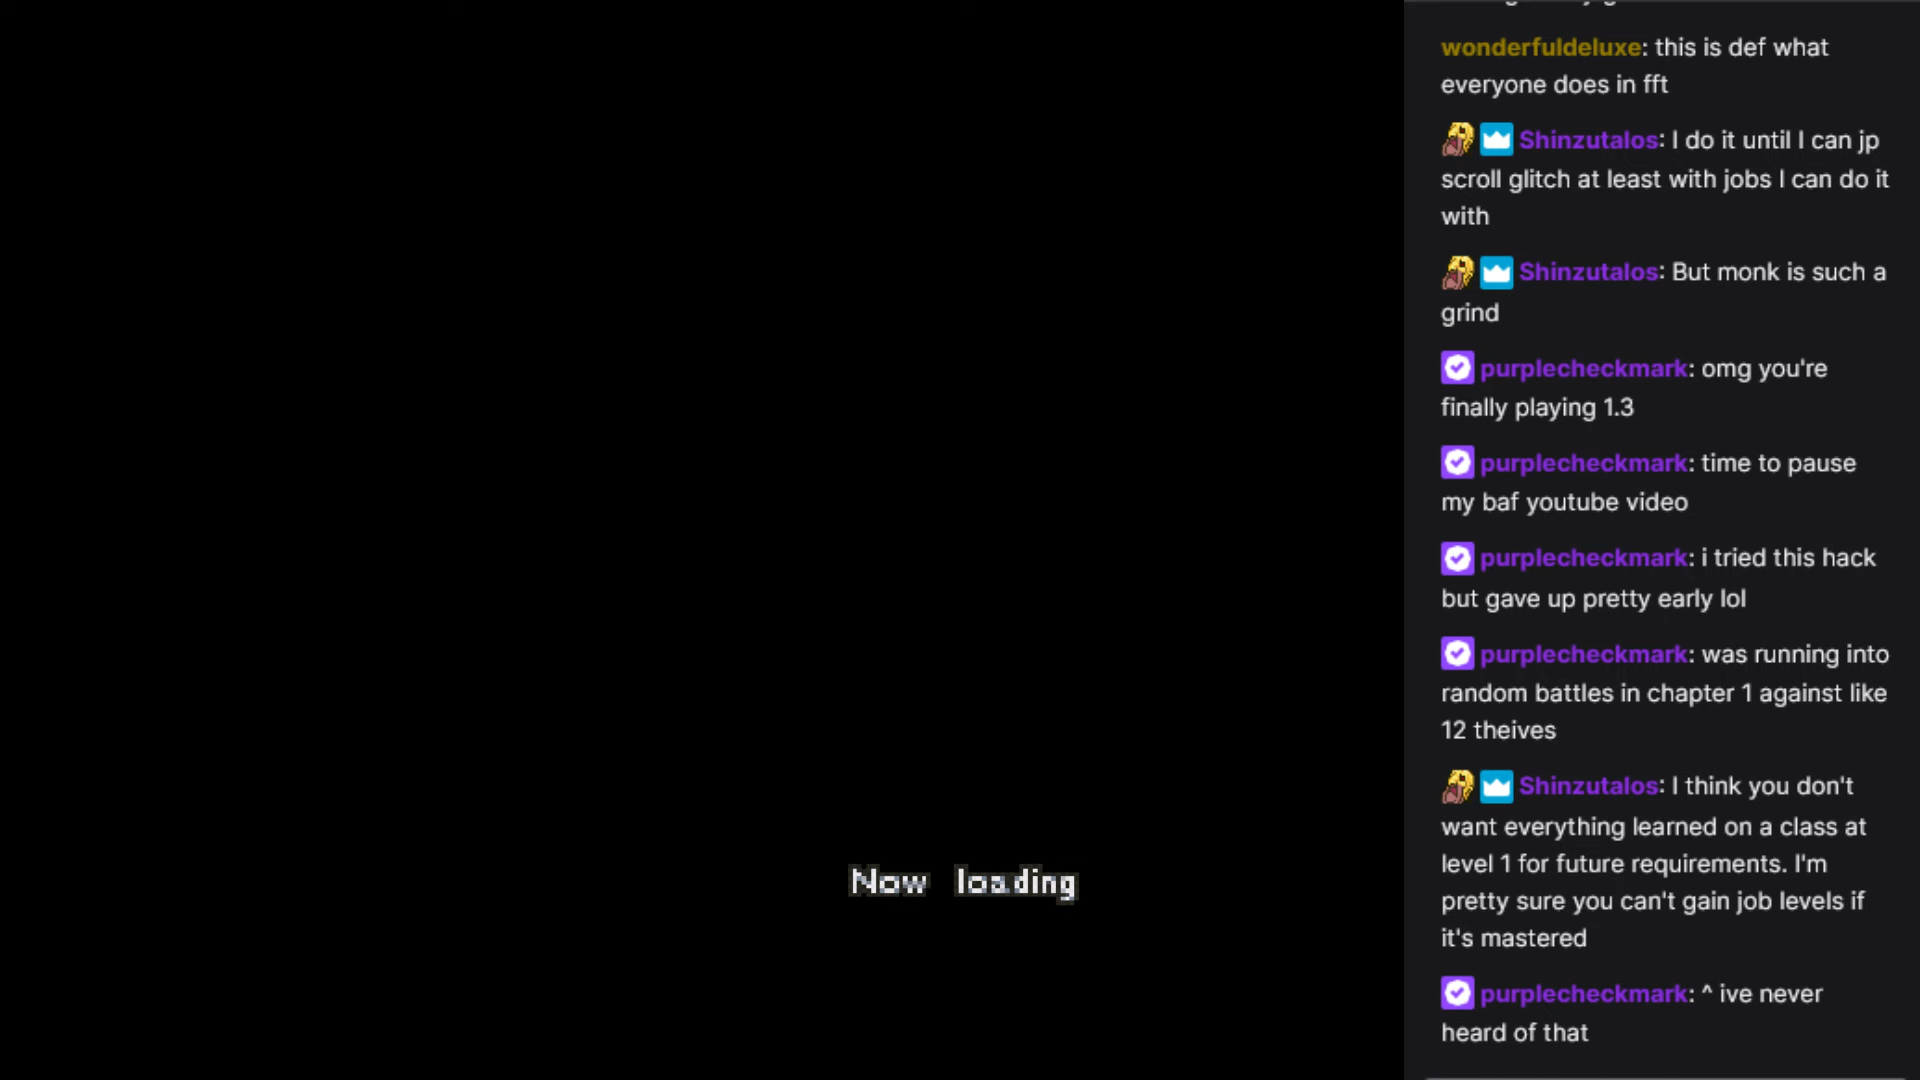 wonderfuldeluxe: this is def what
everyone does in fft
Shinzutalos: I do it until I can jp
scroll glitch at least with jobs I can do it
with
Shinzutalos: But monk is such a
grind
purplecheckmark: omg you're
finally playing 1.3
purplecheckmark: time to pause
my baf youtube video
purplecheckmark: i tried this hack
but gave up pretty early lol
purplecheckmark: was running into
random battles in chapter 1 against like
12 theives
Shinzutalos: I think you don't
want everything learned on a class at
level 1 for future requirements. I'm
pretty sure you can't gain job levels if
it's mastered
purplecheckmark: ^ ive never
heard of that
Now loading